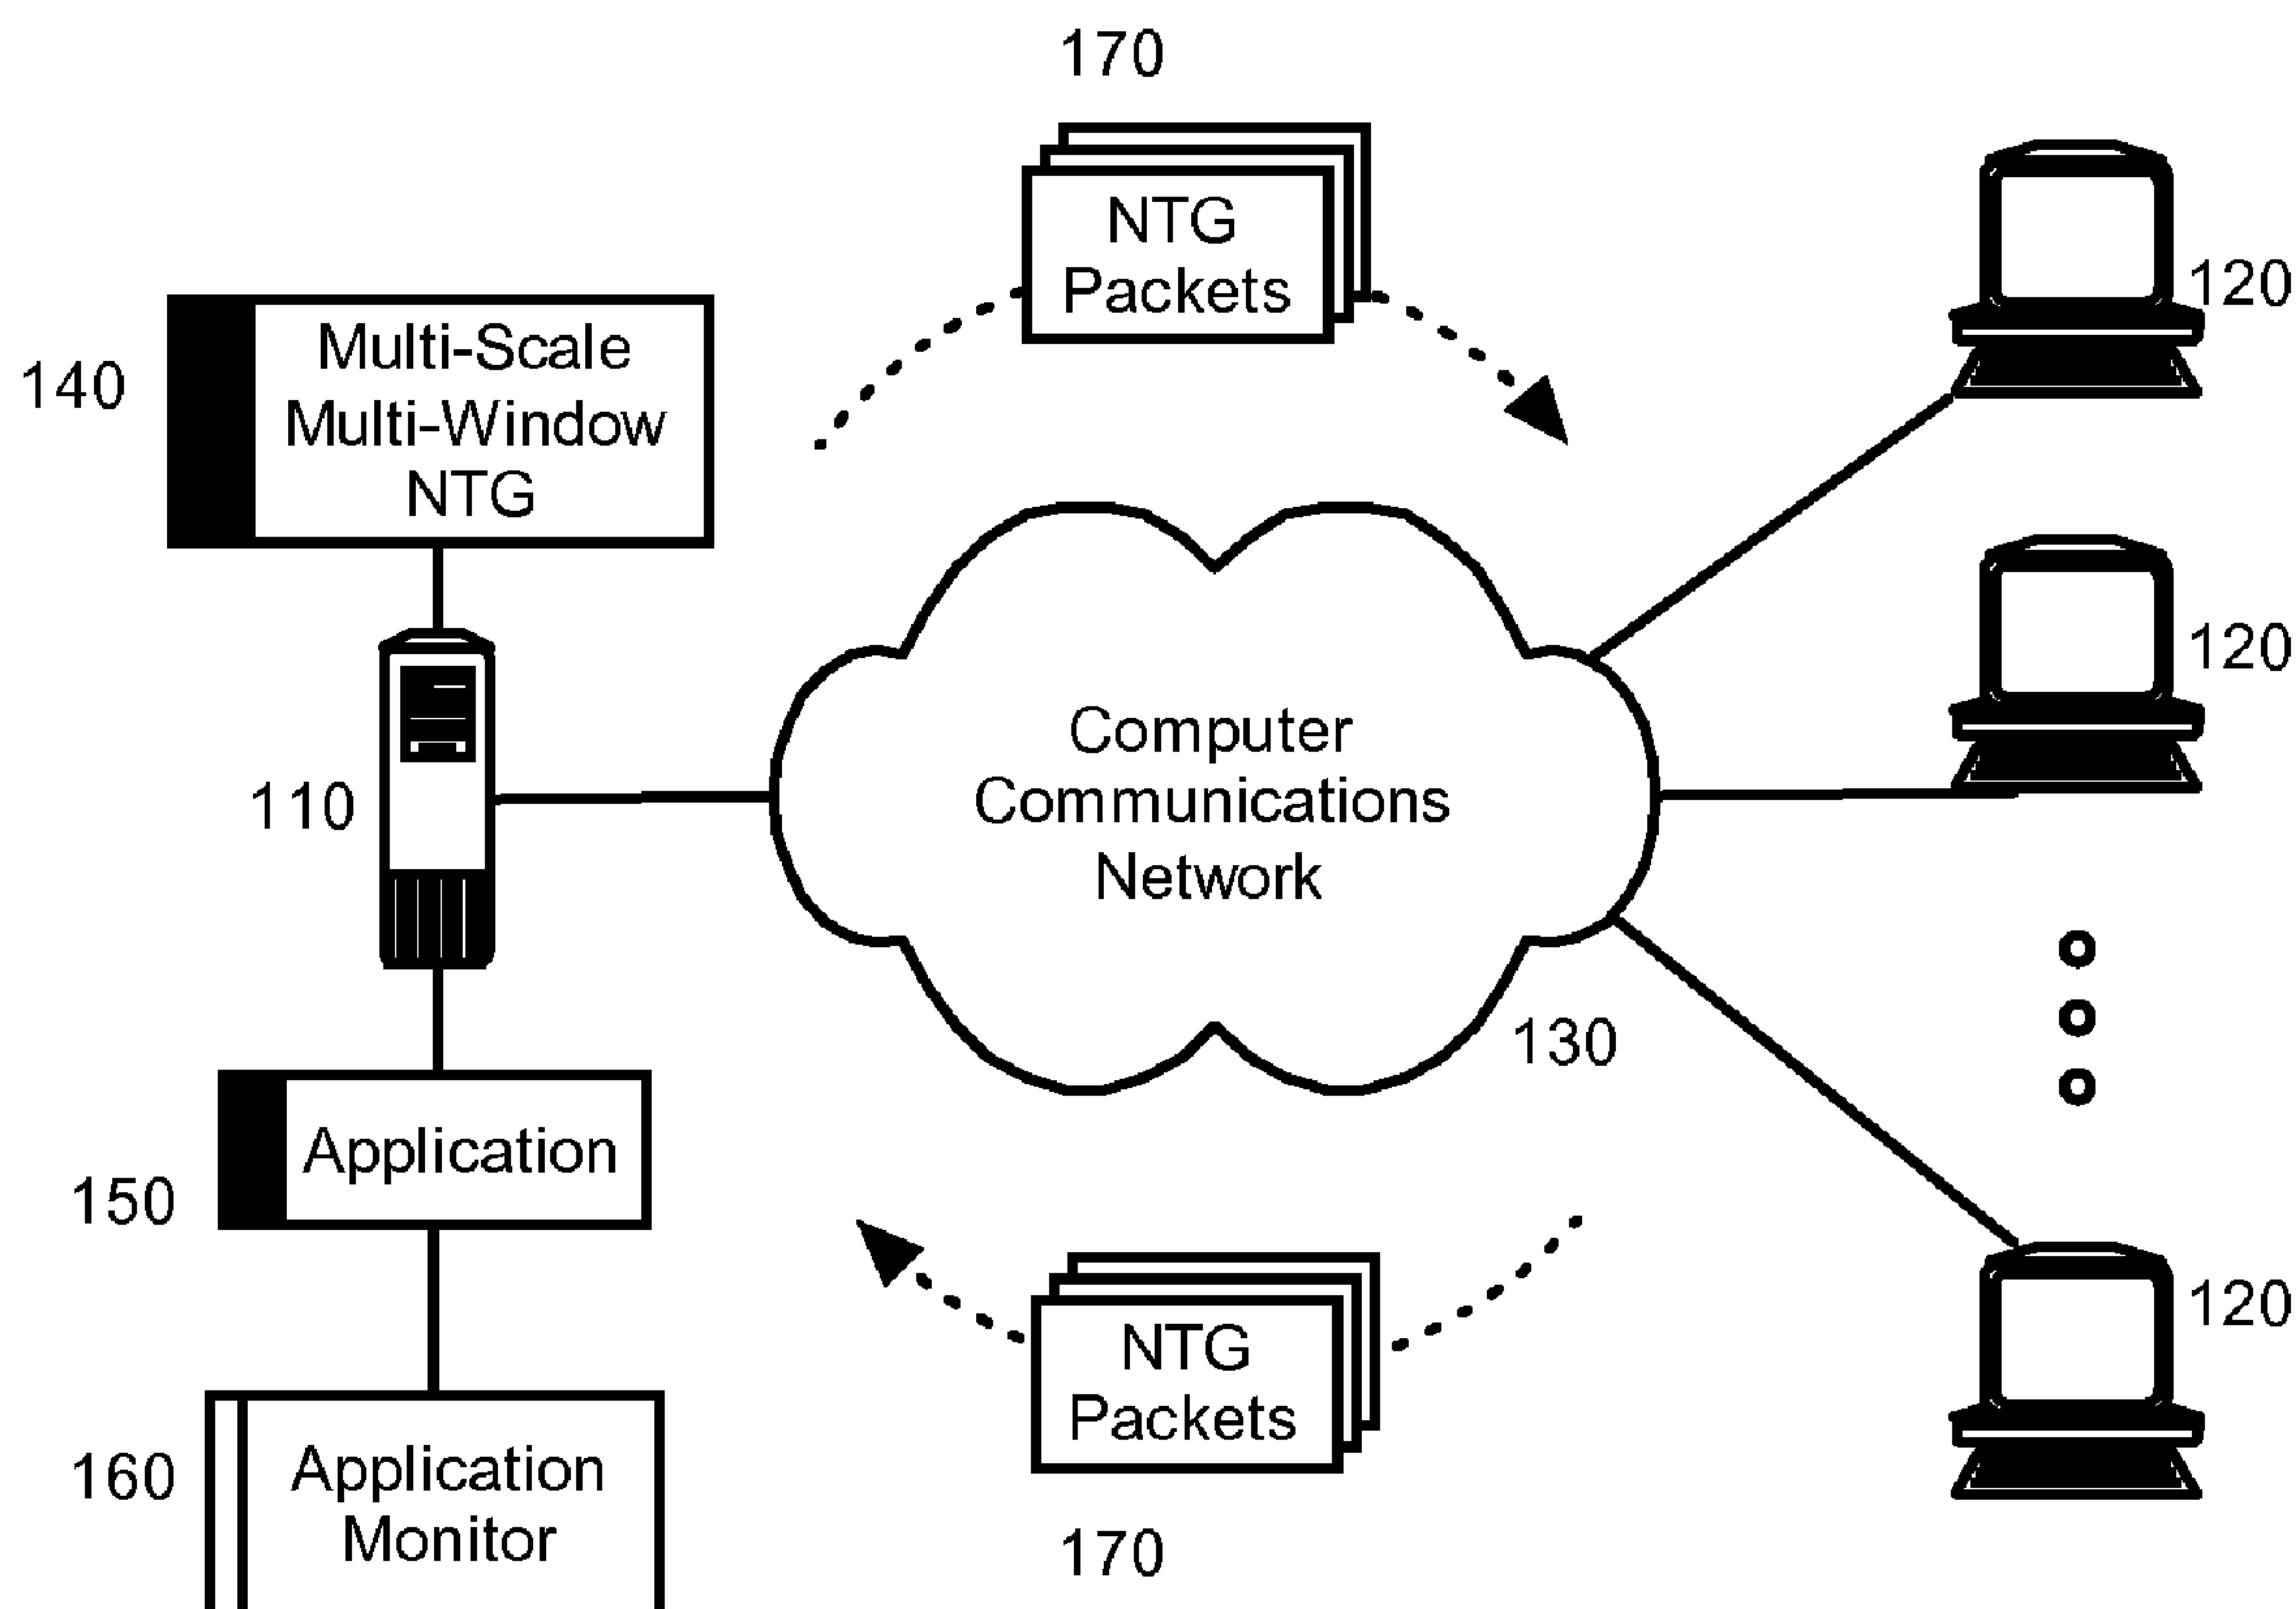 170
NTG
Packets
120
Multi-Scale
Multi-Window
NTG
140
120
Computer
Communications
Network
110
130
Application
150
120
NTG
Packets
Application
Monitor
160
170